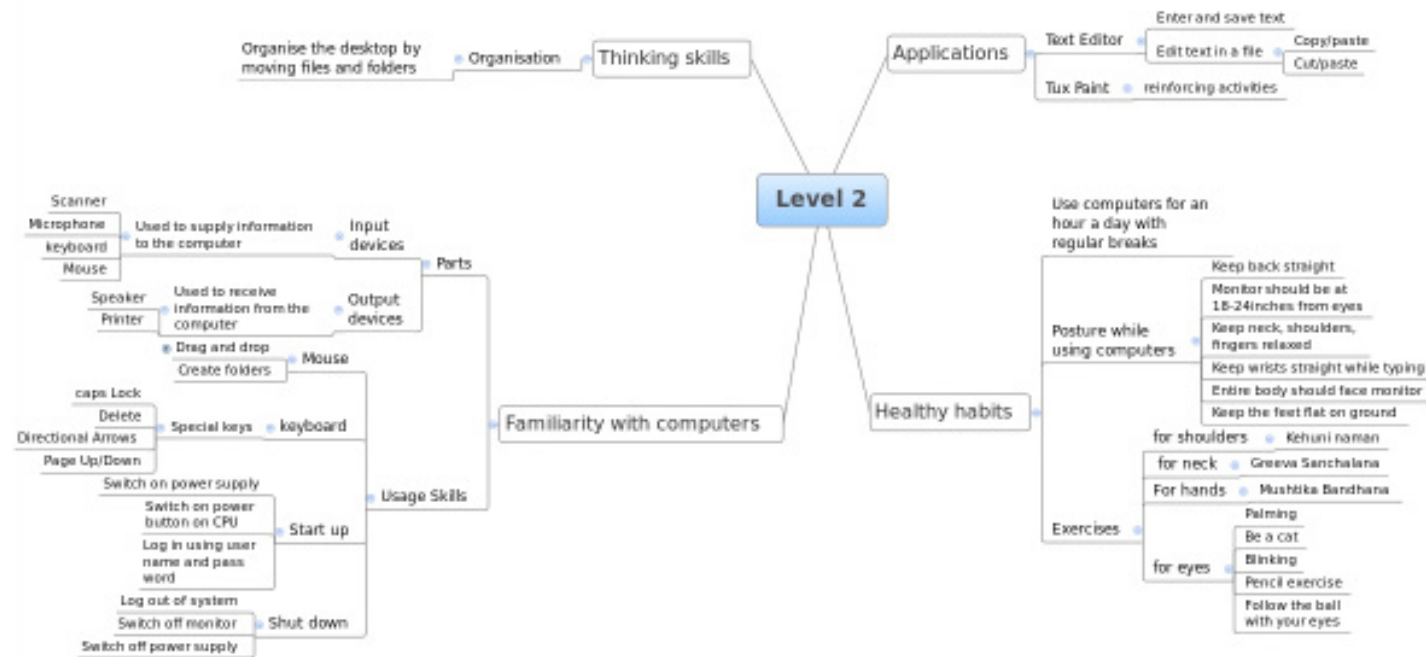 Level 2
Thinking skills
Organisation
Organise the desktop by
moving files and folders
Applications
Text Editor
Enter and save text
Edit text in a file
Copy/paste
Cut/paste
Tux Paint
reinforcing activities
Familiarity with computers
Parts
Input
devices
Used to supply information
to the computer
Scanner
Microphone
keyboard
Mouse
Output
devices
Used to receive
information from the
computer
Speaker
Printer
Usage Skills
Mouse
Drag and drop
Create folders
keyboard
Special keys
caps Lock
Delete
Directional Arrows
Page Up/Down
Start up
Switch on power supply
Switch on power
button on CPU
Log in using user
name and pass
word
Shut down
Log out of system
Switch off monitor
Switch off power supply
Healthy habits
Use computers for an
hour a day with
regular breaks
Posture while
using computers
Keep back straight
Monitor should be at
18-24inches from eyes
Keep neck, shoulders,
fingers relaxed
Keep wrists straight while typing
Entire body should face monitor
Keep the feet flat on ground
Exercises
for shoulders
Kehuni naman
for neck
Greeva Sanchalana
For hands
Mushtika Bandhana
for eyes
Palming
Be a cat
Blinking
Pencil exercise
Follow the ball
with your eyes